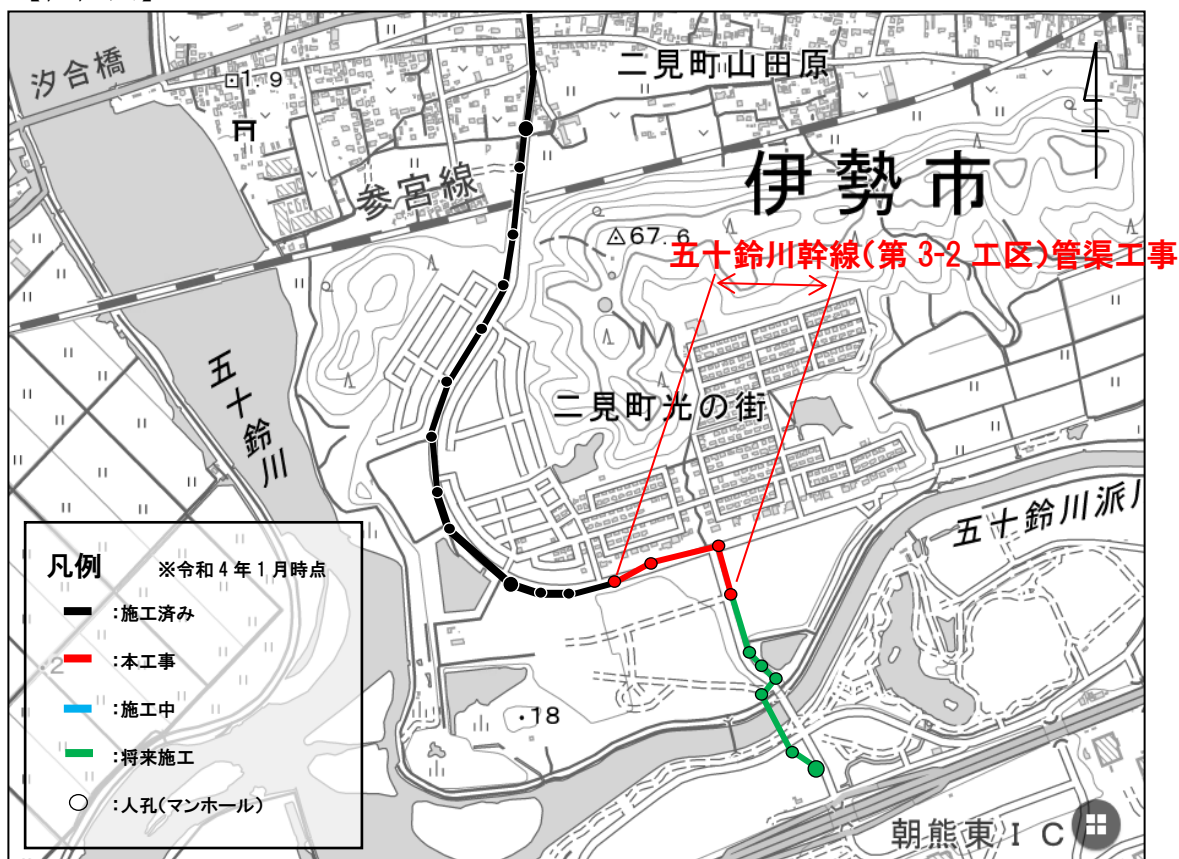 汐合橋
1.9
二見町山田原
参宮線
伊勢市
67.6
五十鈴川幹線(第 3-2 工区)管渠工事
五十鈴川
二見町光の街
五十鈴川派川
凡例
※令和4年1月時点
:施工済み
:本工事
:施工中
:将来施工
:人孔(マンホール)
2
18
朝熊東IC